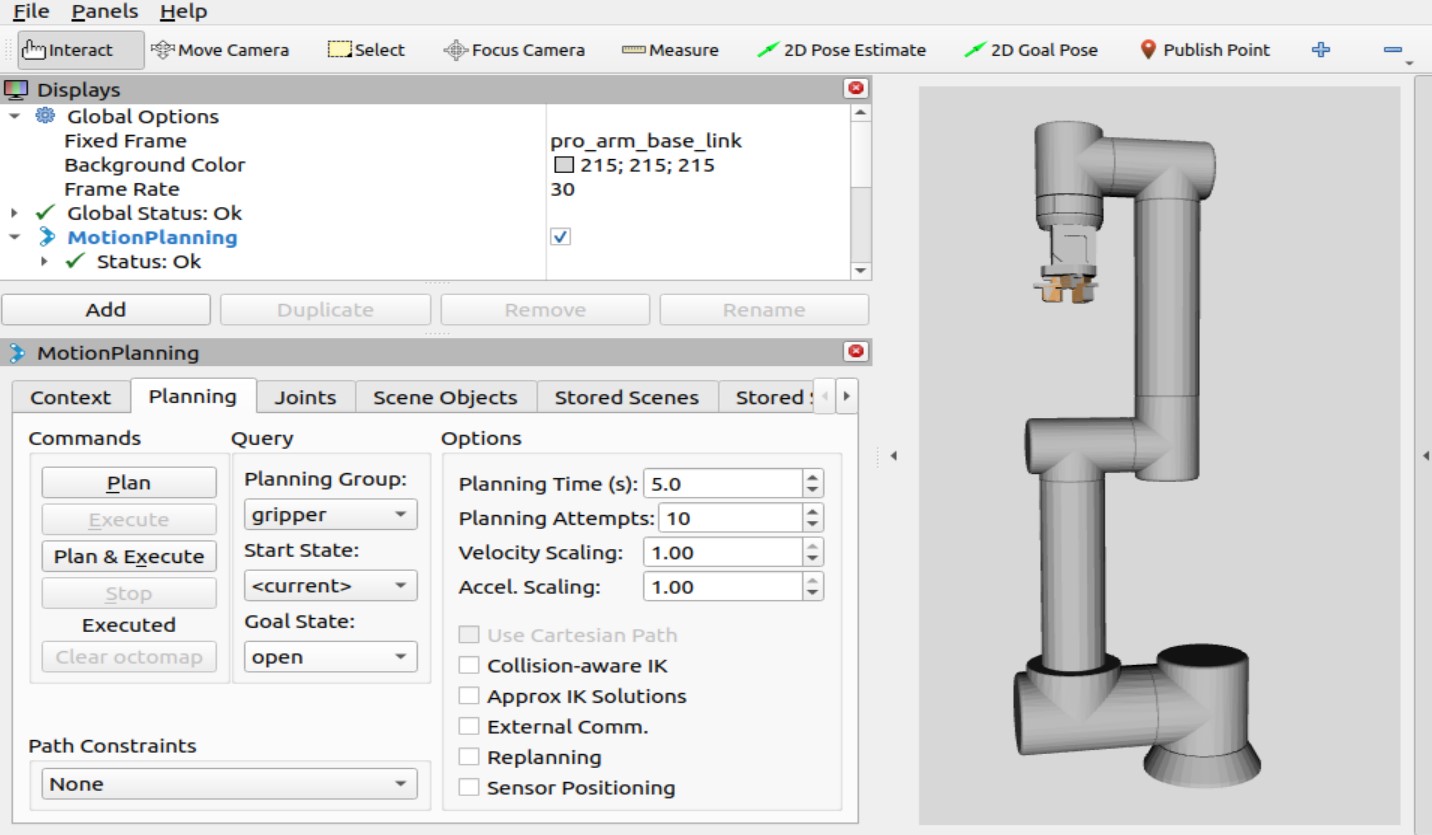 File Panels Help
Interact Move Camera Select Focus Camera Measure 2D Pose Estimate 2D Goal Pose Publish Point
Displays
Global Options
Fixed Frame pro_arm_base_link
Background Color 215; 215; 215
Frame Rate 30
Global Status: Ok
MotionPlanning
Status: Ok
Add Duplicate Remove Rename
MotionPlanning
Context Planning Joints Scene Objects Stored Scenes Stored
Commands
Plan
Execute
Plan & Execute
Stop
Executed
Clear octomap
Query
Planning Group:
gripper
Start State:
<current>
Goal State:
open
Options
Planning Time (s): 5.0
Planning Attempts: 10
Velocity Scaling: 1.00
Accel. Scaling: 1.00
Use Cartesian Path
Collision-aware IK
Approx IK Solutions
External Comm.
Replanning
Sensor Positioning
Path Constraints
None